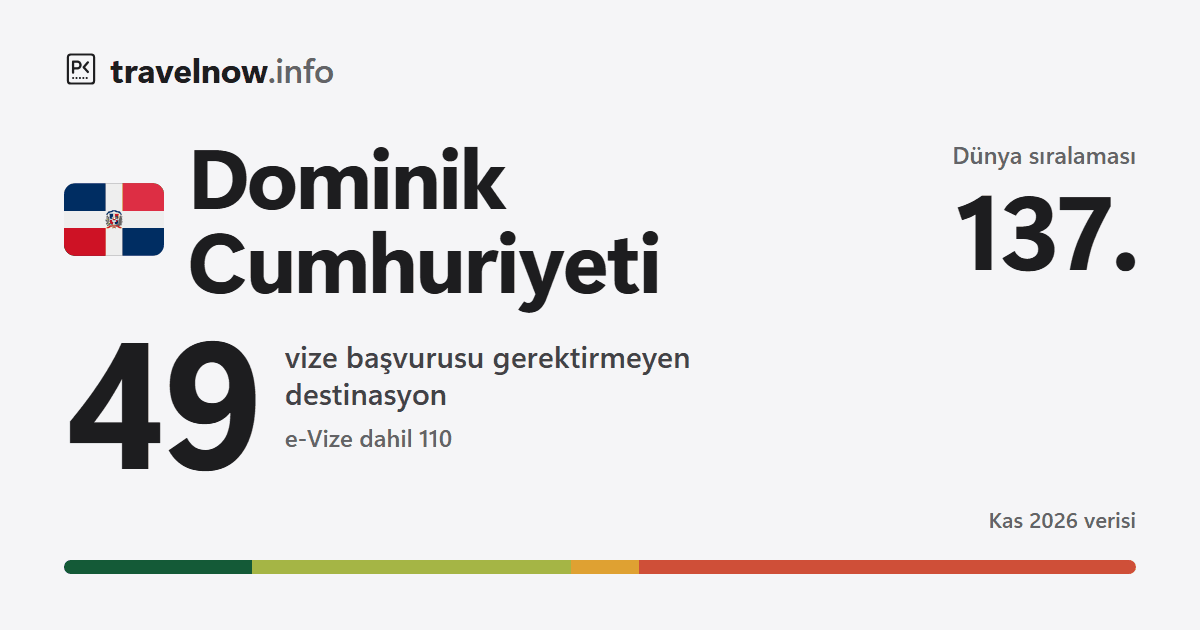 travelnow.info
Dominik
Cumhuriyeti
Dünya sıralaması
137.
49
vize başvurusu gerektirmeyen
destinasyon
e-Vize dahil 110
Kas 2026 verisi